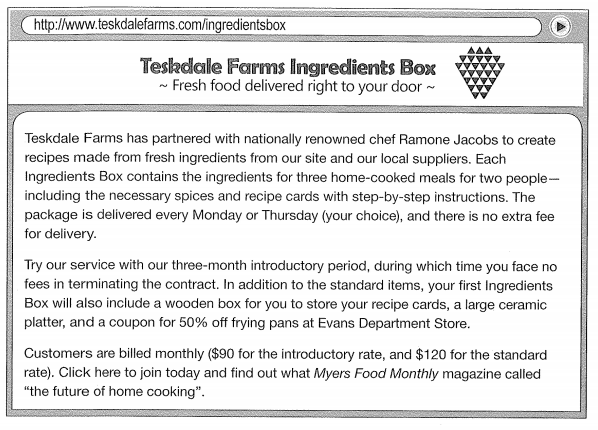 http://www.teskdalefarms.com/ingredientsbox
Teskdale Farms Ingredients Box
~ Fresh food delivered right to your door ~
Teskdale Farms has partnered with nationally renowned chef Ramone Jacobs to create
recipes made from fresh ingredients from our site and our local suppliers. Each
Ingredients Box contains the ingredients for three home-cooked meals for two people—
including the necessary spices and recipe cards with step-by-step instructions. The
package is delivered every Monday or Thursday (your choice), and there is no extra fee
for delivery.
Try our service with our three-month introductory period, during which time you face no
fees in terminating the contract. In addition to the standard items, your first Ingredients
Box will also include a wooden box for you to store your recipe cards, a large ceramic
platter, and a coupon for 50% off frying pans at Evans Department Store.
Customers are billed monthly ($90 for the introductory rate, and $120 for the standard
rate). Click here to join today and find out what Myers Food Monthly magazine called
“the future of home cooking”.